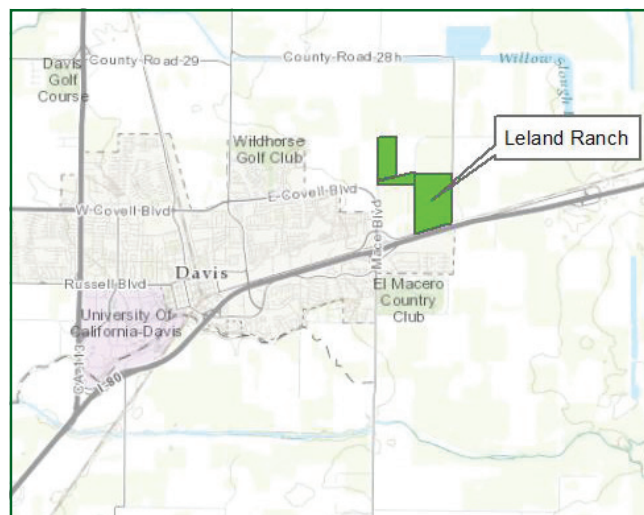 Davis
Golf
Course
County Road 29
County Road 28h
Willow Slough
Leland Ranch
Wildhorse
Golf Club
W Covell Blvd
E Covell Blvd
Mace Blvd
Russell Blvd
Davis
El Macero
Country
Club
University Of
California-Davis
CA-113
I-80